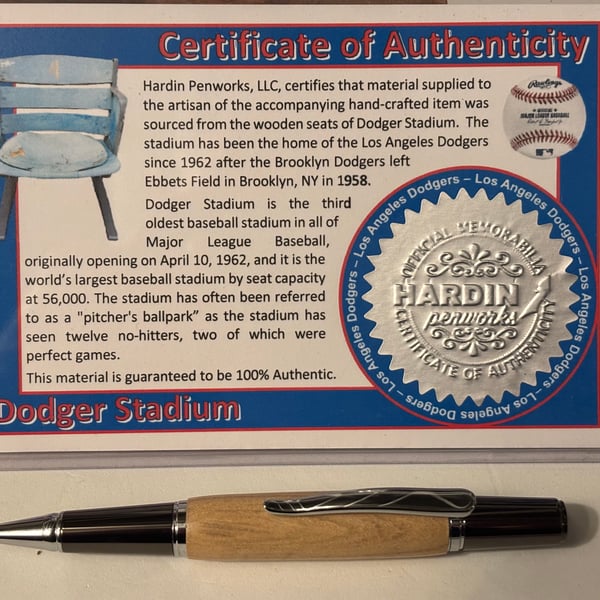 Certificate of Authenticity
Hardin Penworks, LLC, certifies that material supplied to
the artisan of the accompanying hand-crafted item was
sourced from the woven seats of Dodger Stadium. The
stadium has been the home of the Los Angeles Dodgers
since 1962 after the Brooklyn Dodgers left
Ebbets Field in Brooklyn, NY in 1958.
Dodger Stadium is the third
oldest baseball stadium in all of
Major League Baseball,
originally opening on April 10, 1962, and it is the
world's largest baseball stadium by seat capacity
at 56,000. The stadium has often been referred
to as a "pitcher's ballpark" as the stadium has
seen twelve no-hitters, two of which were
perfect games.
This material is guaranteed to be 100% Authentic.
Dodger Stadium
Rawlings
OFFICIAL
MAJOR LEAGUE BASEBALL
Los Angeles Dodgers – Los Angeles Dodgers – Los Angeles Dodgers – Los Angeles Dodgers – Los Angeles Dodgers
OFFICIAL MEMORABILIA
HARDIN
penworks
CERTIFICATE OF AUTHENTICITY